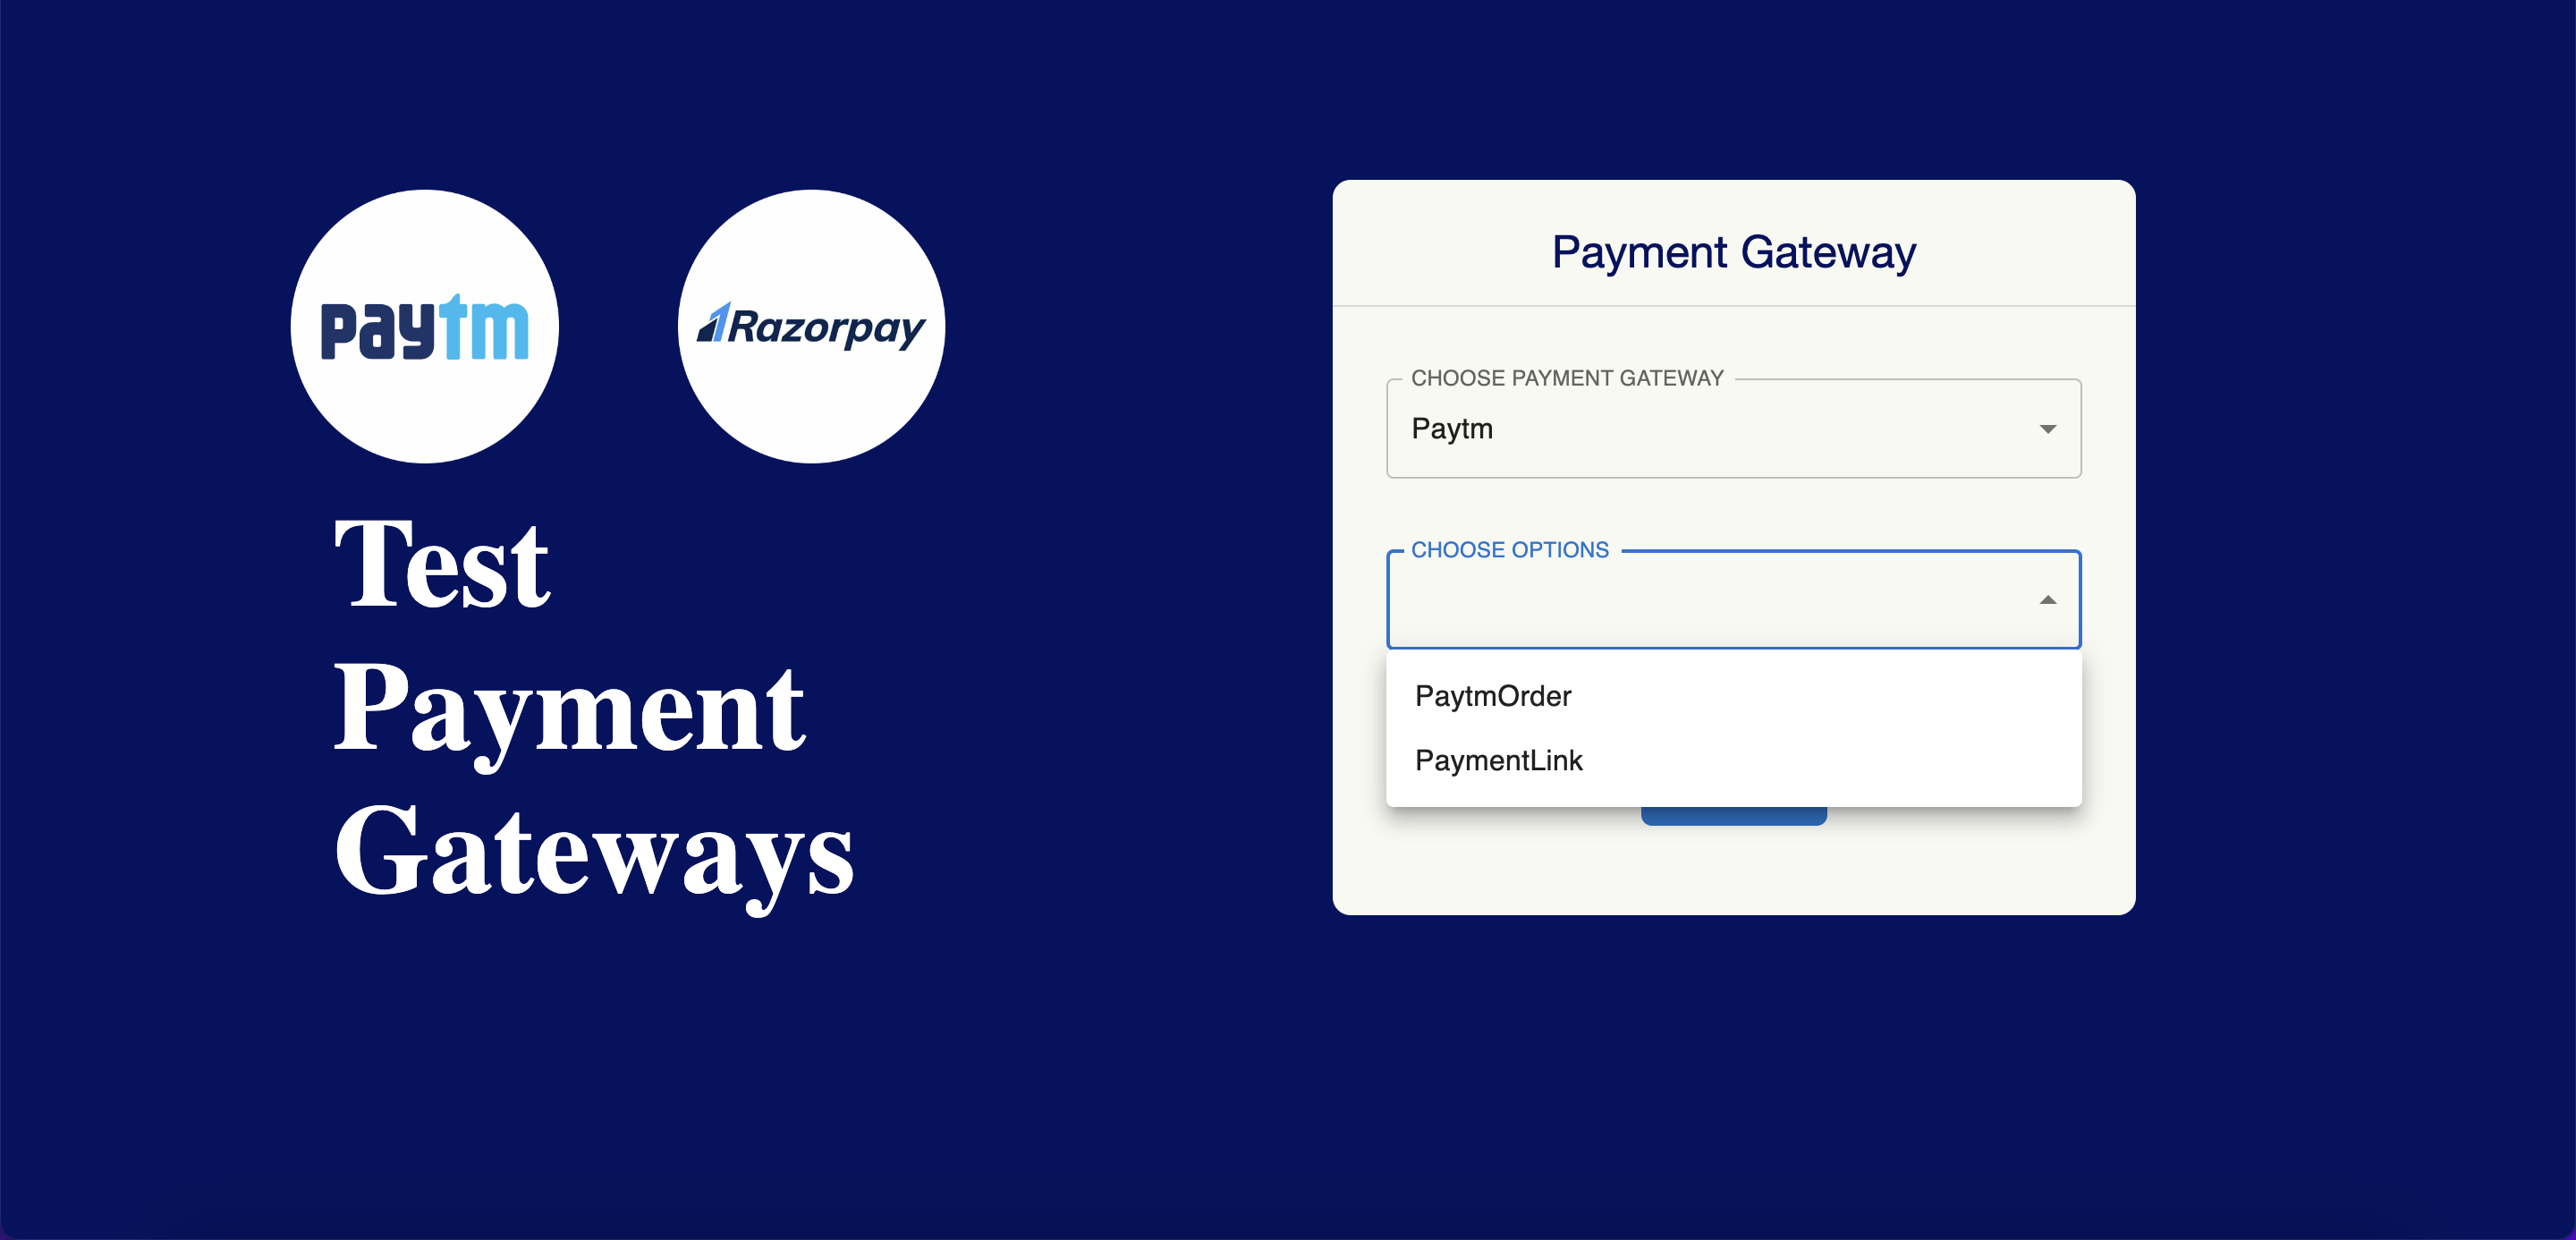 paytm
Razorpay
Test
Payment
Gateways
Payment Gateway
CHOOSE PAYMENT GATEWAY
Paytm
CHOOSE OPTIONS
PaytmOrder
PaymentLink